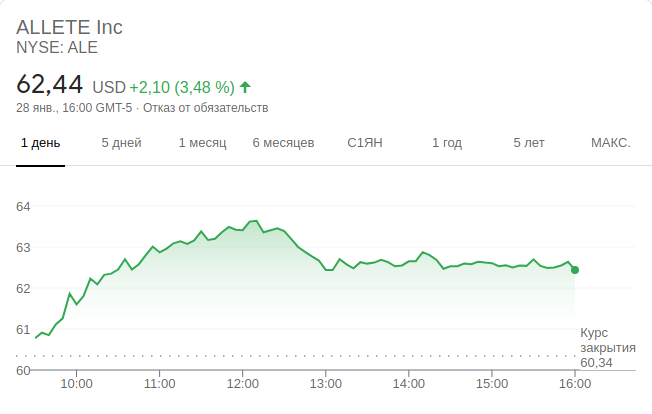 ALLETE Inc
NYSE: ALE
62,44 USD +2,10 (3,48 %)
28 янв., 16:00 GMT-5 · Отказ от обязательств
1 день 5 дней 1 месяц 6 месяцев С1ЯН 1 год 5 лет МАКС.
64
63
62
61
60
Курс
закрытия
60,34
10:00 11:00 12:00 13:00 14:00 15:00 16:00